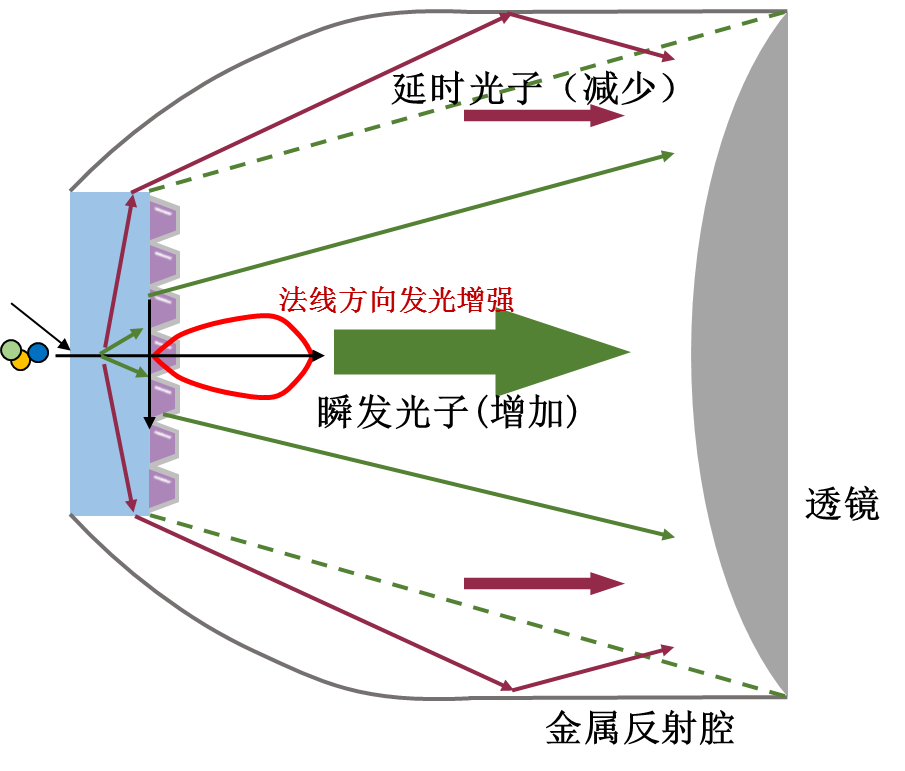 延时光子（减少）
法线方向发光增强
瞬发光子(增加)
透镜
金属反射腔